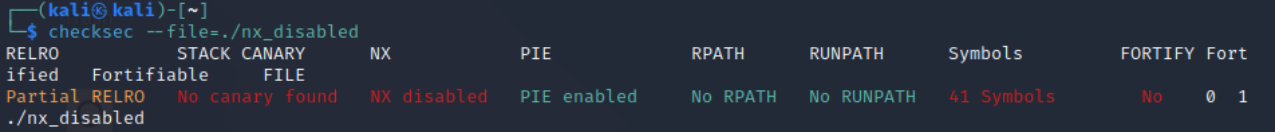 ┌──(kali㉿kali)-[~]
└─$ checksec --file=./nx_disabled
RELRO           STACK CANARY      NX            PIE             RPATH      RUNPATH      Symbols         FORTIFY Fort
ified   Fortifiable     FILE
Partial RELRO   No canary found   NX disabled   PIE enabled     No RPATH   No RUNPATH   41 Symbols        No    0  1
./nx_disabled